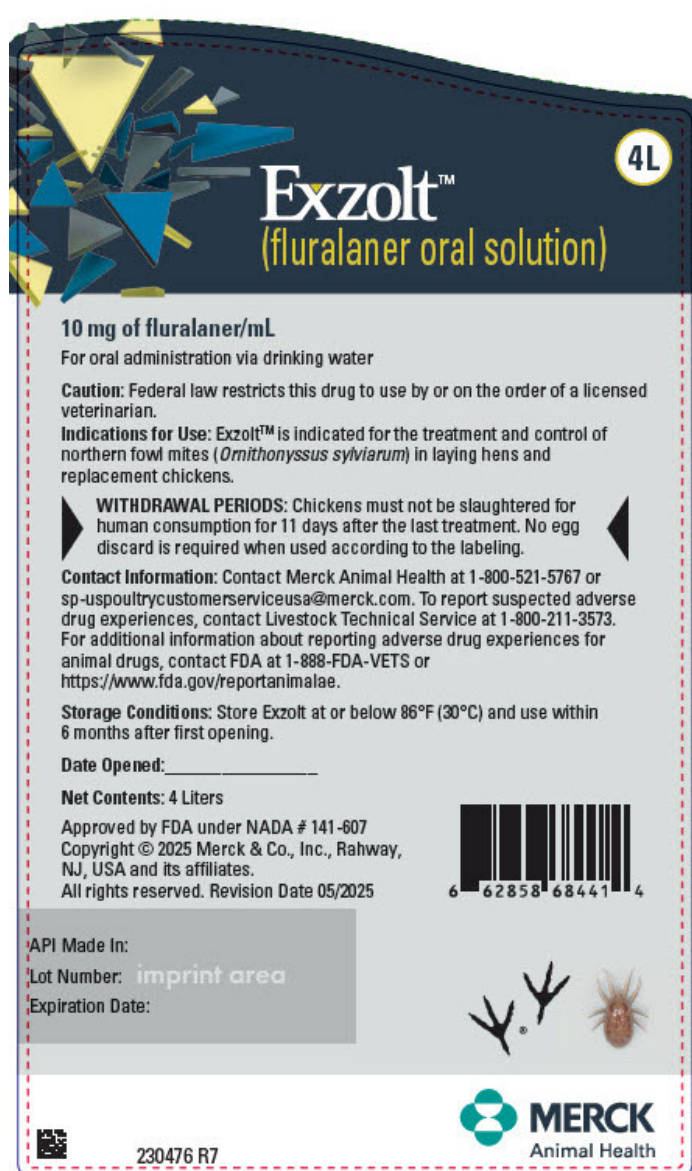 4L
Exzolt™
(fluralaner oral solution)
10 mg of fluralaner/mL
For oral administration via drinking water
Caution: Federal law restricts this drug to use by or on the order of a licensed
veterinarian.
Indications for Use: Exzolt™ is indicated for the treatment and control of
northern fowl mites (Ornithonyssus sylviarum) in laying hens and
replacement chickens.
WITHDRAWAL PERIODS: Chickens must not be slaughtered for
human consumption for 11 days after the last treatment. No egg
discard is required when used according to the labeling.
Contact Information: Contact Merck Animal Health at 1-800-521-5767 or
sp-uspoultrycustomerserviceusa@merck.com. To report suspected adverse
drug experiences, contact Livestock Technical Service at 1-800-211-3573.
For additional information about reporting adverse drug experiences for
animal drugs, contact FDA at 1-888-FDA-VETS or
https://www.fda.gov/reportanimalae.
Storage Conditions: Store Exzolt at or below 86°F (30°C) and use within
6 months after first opening.
Date Opened:________________
Net Contents: 4 Liters
Approved by FDA under NADA # 141-607
Copyright © 2025 Merck & Co., Inc., Rahway,
NJ, USA and its affiliates.
All rights reserved. Revision Date 05/2025
6 62858 68441 4
API Made In:
Lot Number: imprint area
Expiration Date:
®
MERCK
Animal Health
230476 R7